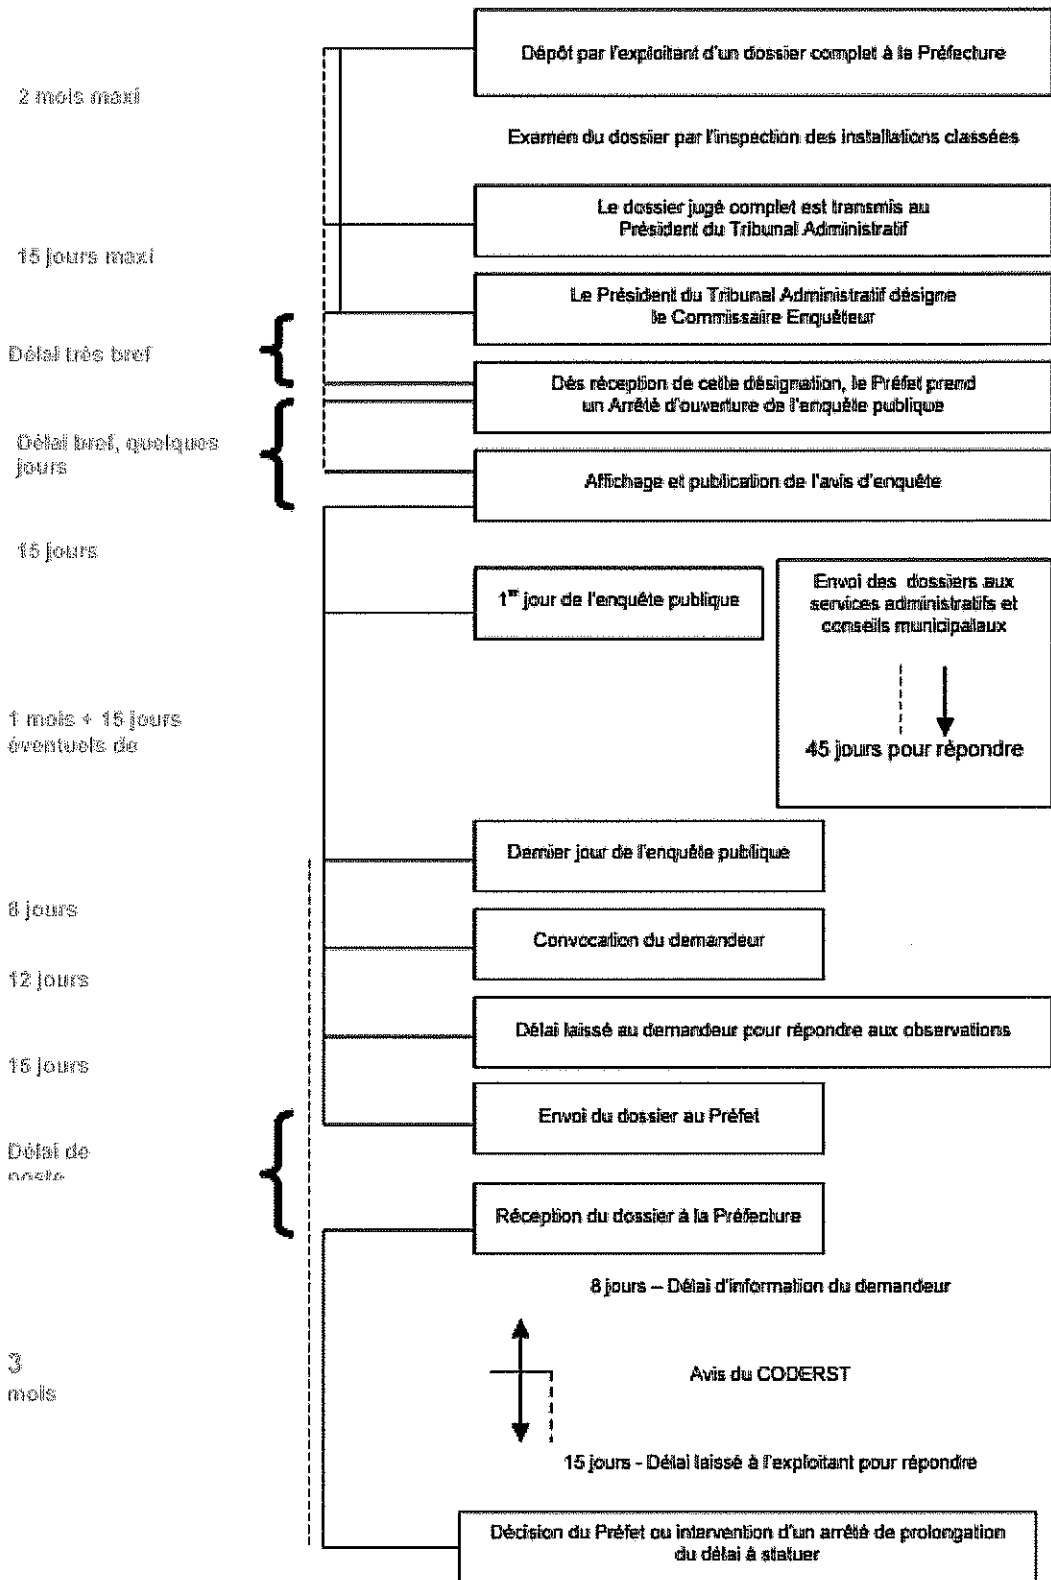 Dépôt par l'exploitant d'un dossier complet à la Préfecture
2 mois maxi
Examen du dossier par l'inspection des installations classées
Le dossier jugé complet est transmis au
Président du Tribunal Administratif
15 jours maxi
Le Président du Tribunal Administratif désigne
le Commissaire Enquêteur
Délai très bref
Dés réception de cette désignation, le Préfet prend
un Arrêté d'ouverture de l'enquête publique
Délai bref, quelques
jours
Affichage et publication de l'avis d'enquête
15 jours
1er jour de l'enquête publique
Envoi des dossiers aux
services administratifs et
conseils municipalaux
45 jours pour répondre
1 mois + 15 jours
éventuels de
Dernier jour de l'enquête publique
8 jours
Convocation du demandeur
12 jours
Délai laissé au demandeur pour répondre aux observations
15 jours
Envoi du dossier au Préfet
Délai de
poste
Réception du dossier à la Préfecture
8 jours – Délai d'information du demandeur
3
mois
Avis du CODERST
15 jours - Délai laissé à l'exploitant pour répondre
Décision du Préfet ou intervention d'un arrêté de prolongation
du délai à statuer